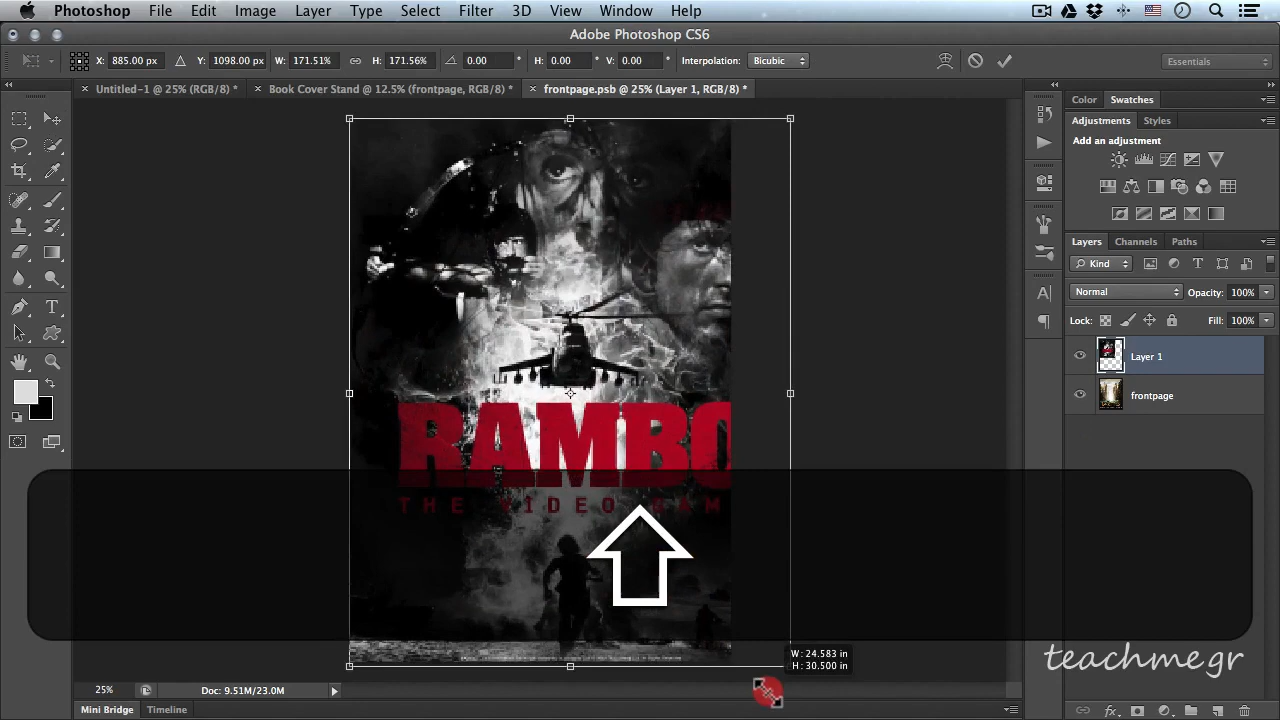 Photoshop File Edit Image Layer Type Select Filter 3D View Window Help
Adobe Photoshop CS6
X: 885.00 px Y: 1098.00 px W: 171.51% H: 171.56% 0.00 ° H: 0.00 ° V: 0.00 ° Interpolation: Bicubic Essentials
× Untitled-1 @ 25% (RGB/8) * × Book Cover Stand @ 12.5% (frontpage, RGB/8) * × frontpage.psb @ 25% (Layer 1, RGB/8) *
Color Swatches
Adjustments Styles
Add an adjustment
Layers Channels Paths
Kind
Normal Opacity: 100%
Lock: Fill: 100%
Layer 1
frontpage
RAMBO
THE VIDEO GAM
W: 24.583 in
H: 30.500 in
teachmegr
25% Doc: 9.51M/23.0M
Mini Bridge Timeline